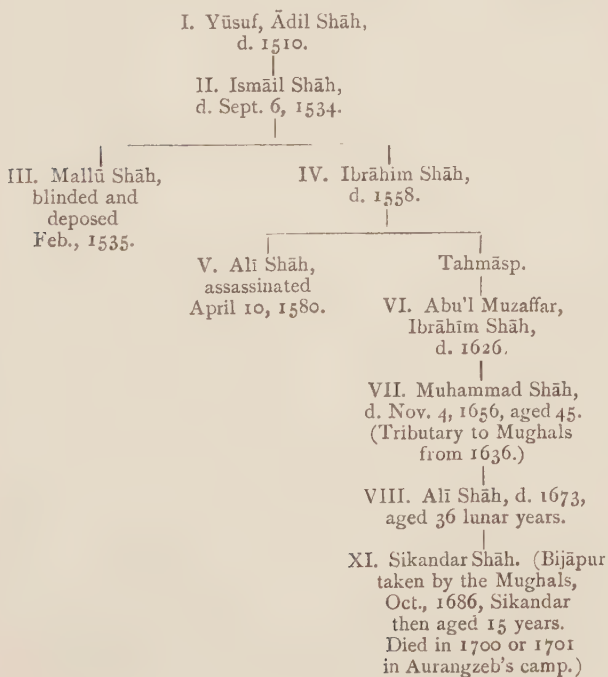 I. Yūsuf, Ādil Shāh,
d. 1510.
II. Ismāil Shāh,
d. Sept. 6, 1534.
III. Mallū Shāh,
blinded and
deposed
Feb., 1535.
IV. Ibrāhim Shāh,
d. 1558.
V. Alī Shāh,
assassinated
April 10, 1580.
Tahmāsp.
VI. Abu'l Muzaffar,
Ibrāhīm Shāh,
d. 1626.
VII. Muhammad Shāh,
d. Nov. 4, 1656, aged 45.
(Tributary to Mughals
from 1636.)
VIII. Alī Shāh, d. 1673,
aged 36 lunar years.
XI. Sikandar Shāh. (Bijāpur
taken by the Mughals,
Oct., 1686, Sikandar
then aged 15 years.
Died in 1700 or 1701
in Aurangzeb's camp.)